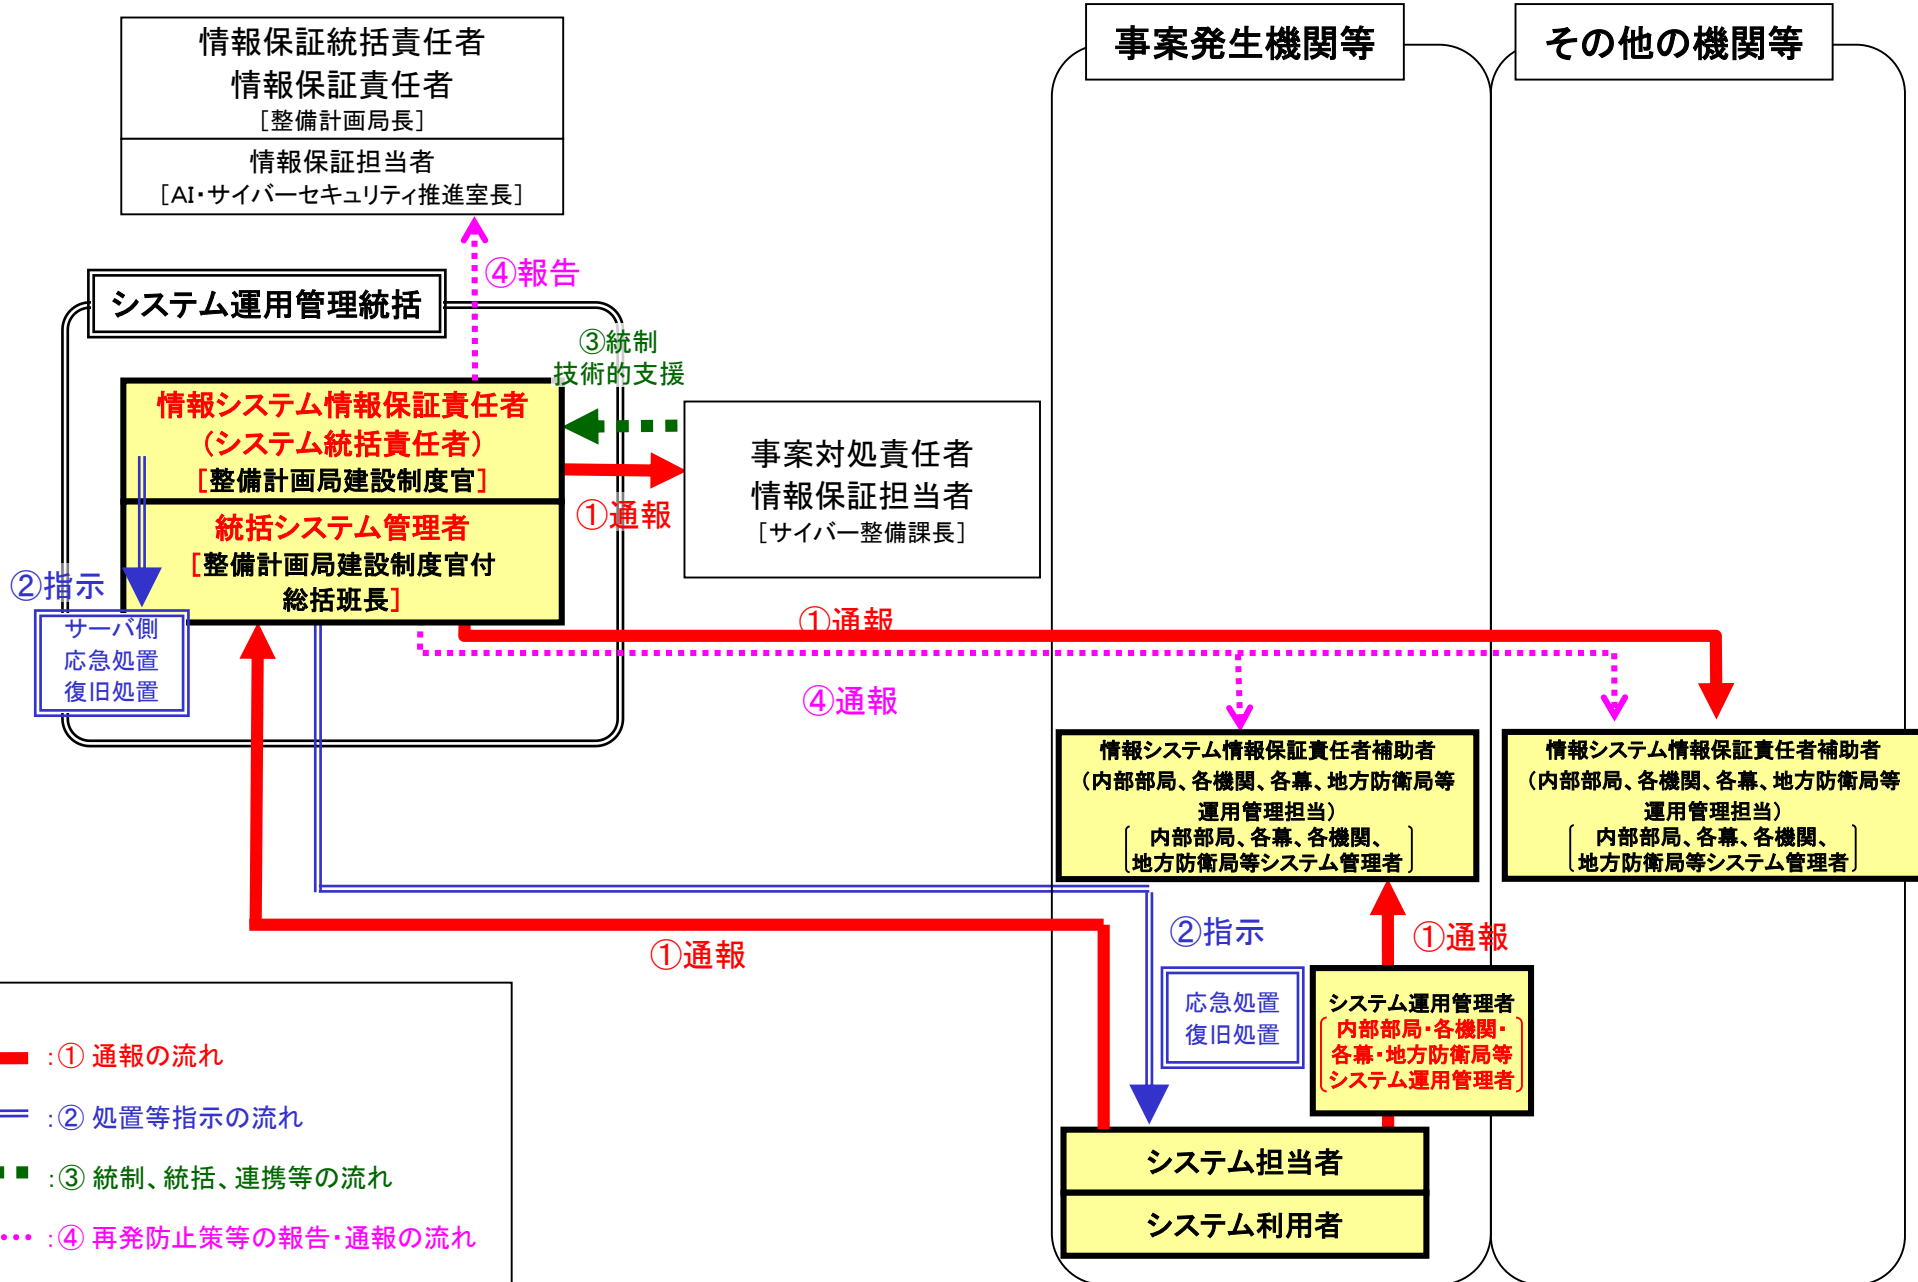 情報保証統括責任者
情報保証責任者
［整備計画局長］
情報保証担当者
［AI・サイバーセキュリティ推進室長］
④報告
システム運用管理統括
③統制
技術的支援
情報システム情報保証責任者
（システム統括責任者）
［整備計画局建設制度官］
統括システム管理者
［整備計画局建設制度官付
総括班長］
①通報
事案対処責任者
情報保証担当者
［サイバー整備課長］
②指示
サーバ側
応急処置
復旧処置
①通報
④通報
事案発生機関等
その他の機関等
情報システム情報保証責任者補助者
（内部部局、各機関、各幕、地方防衛局等
運用管理担当）
内部部局、各幕、各機関、
地方防衛局等システム管理者
情報システム情報保証責任者補助者
（内部部局、各機関、各幕、地方防衛局等
運用管理担当）
内部部局、各幕、各機関、
地方防衛局等システム管理者
①通報
②指示
①通報
応急処置
復旧処置
システム運用管理者
内部部局・各機関・
各幕・地方防衛局等
システム運用管理者
システム担当者
システム利用者
：① 通報の流れ
：② 処置等指示の流れ
：③ 統制、統括、連携等の流れ
：④ 再発防止策等の報告・通報の流れ